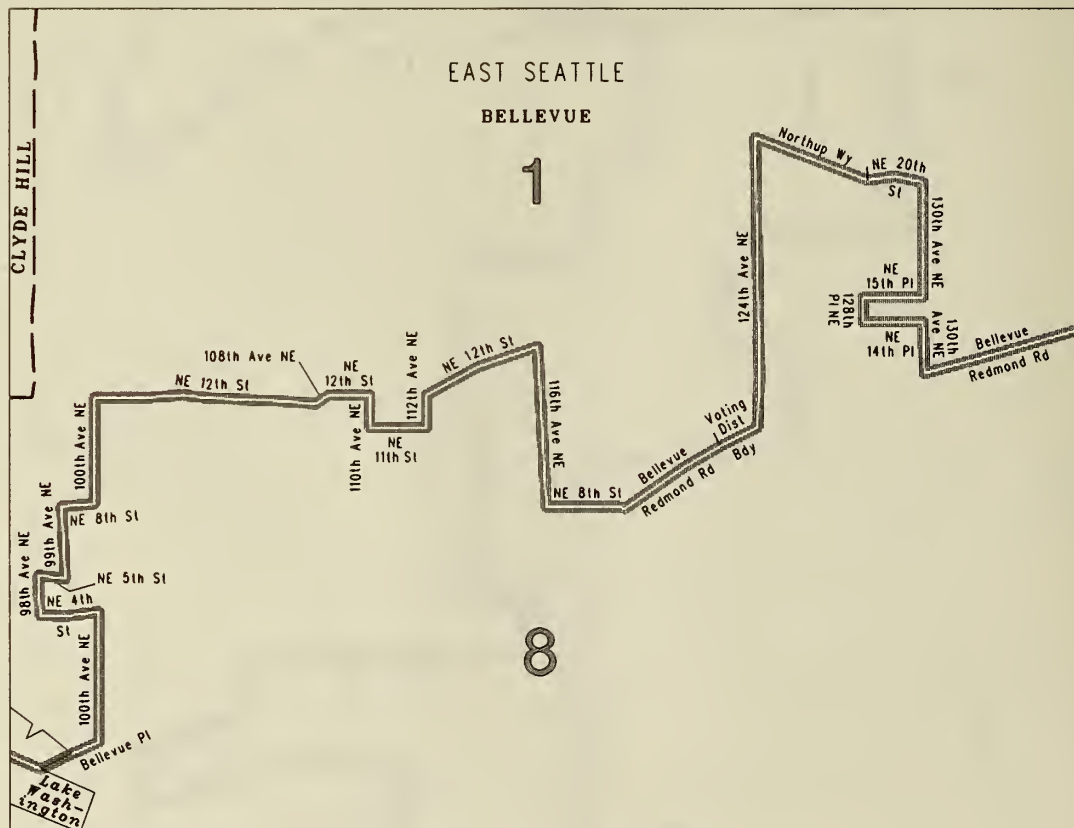 EAST SEATTLE
BELLEVUE
1
CLYDE HILL
Northup Wy
NE 20th
St
130th Ave NE
NE
15th Pl
128th
Pl NE
NE
14th Pl
130th
Ave NE
Bellevue
Redmond Rd
124th Ave NE
Voting
Dist
Bdy
Bellevue
Redmond Rd
NE 8th St
116th Ave NE
NE 12th St
112th Ave NE
NE
11th St
110th Ave NE
NE
12th St
108th Ave NE
NE 12th St
100th Ave NE
NE 8th St
99th Ave NE
NE 5th St
98th Ave NE
NE 4th
St
100th Ave NE
Bellevue Pl
Lake
Wash-
ington
8